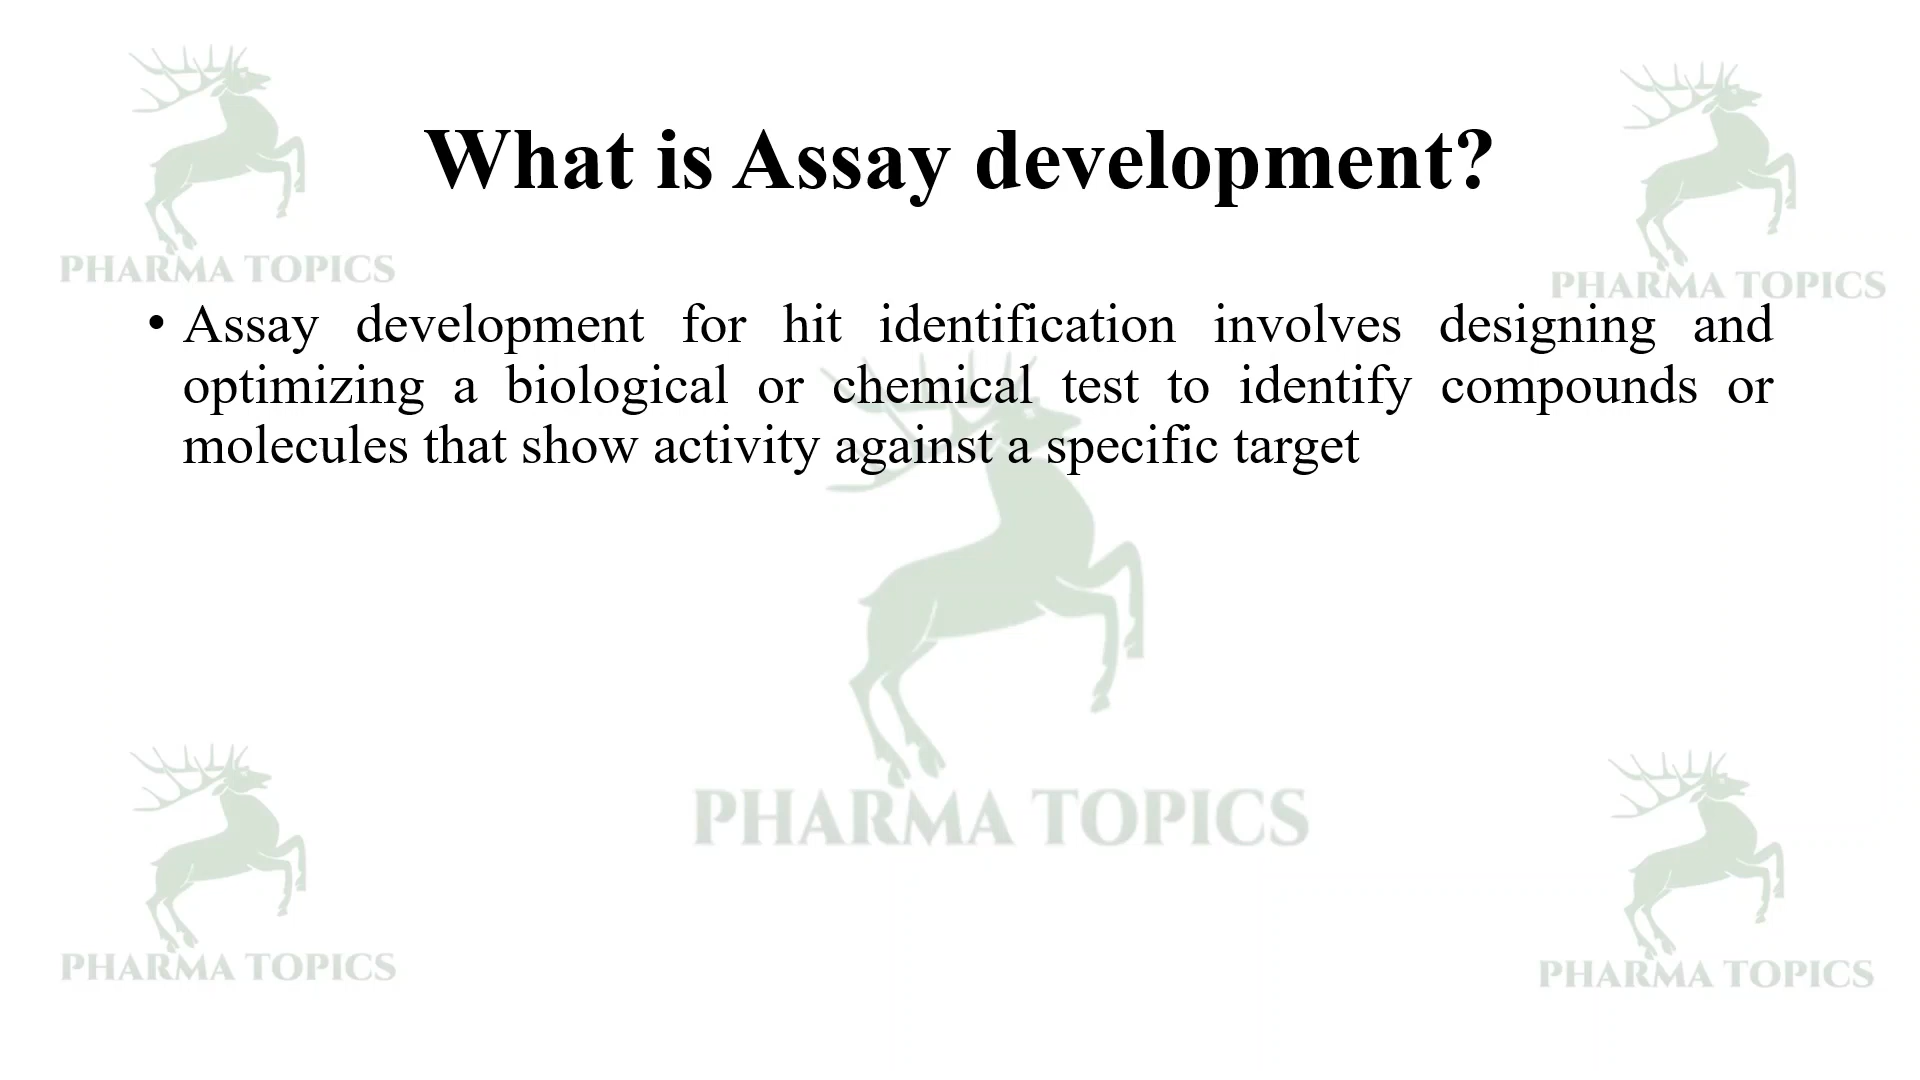 What is Assay development?
PHARMA TOPICS
PHARMA TOPICS
• Assay development for hit identification involves designing and
optimizing a biological or chemical test to identify compounds or
molecules that show activity against a specific target
PHARMA TOPICS
PHARMA TOPICS
PHARMA TOPICS